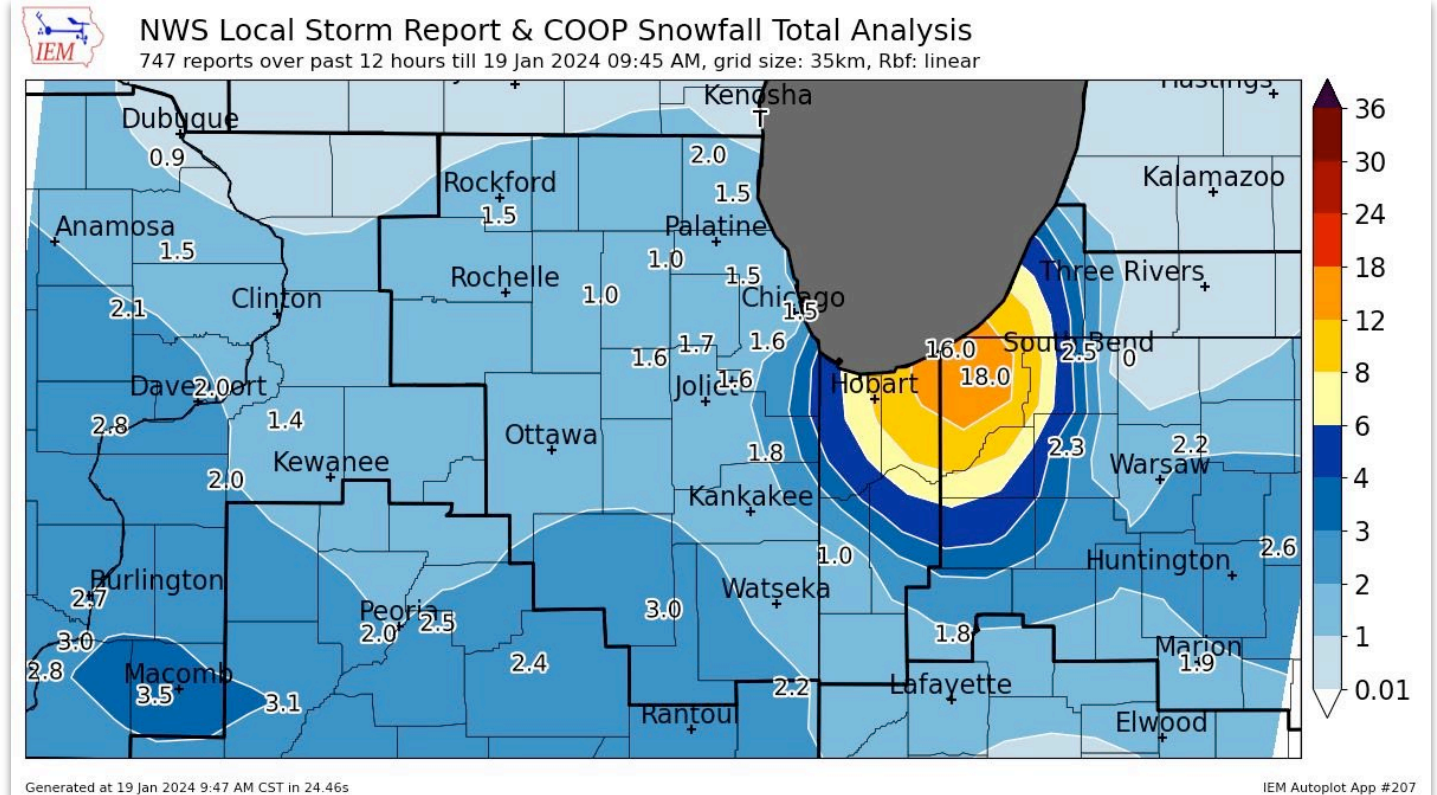 IEM
NWS Local Storm Report & COOP Snowfall Total Analysis
747 reports over past 12 hours till 19 Jan 2024 09:45 AM, grid size: 35km, Rbf: linear
Hastings
Kenosha
T
36
Dubuque
0.9
2.0
30
Rockford
1.5
1.5
Kalamazoo
24
Anamosa
1.5
Palatine
1.0
1.5
18
Rochelle
1.0
Three Rivers
Clinton
2.1
Chicago
1.5
12
1.6
1.7
1.6
16.0
South Bend
2.5
0
8
Davenport
2.0
Joliet
1.6
Hobart
18.0
2.8
1.4
6
Ottawa
1.8
2.3
2.2
Kewanee
2.0
Warsaw
4
Kankakee
3
1.0
2.6
Burlington
2.7
Huntington
2
Watseka
Peoria
2.0
2.5
3.0
3.0
1.8
1
2.8
Macomb
3.5
3.1
2.4
2.2
Marion
1.9
Lafayette
0.01
Rantoul
Elwood
Generated at 19 Jan 2024 9:47 AM CST in 24.46s
IEM Autoplot App #207